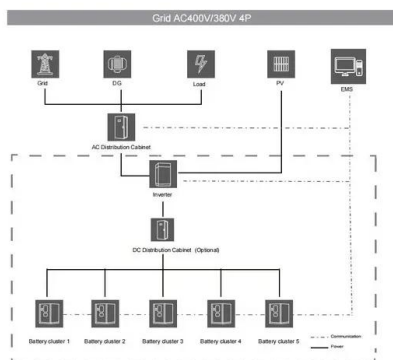 Grid AC400V/380V 4P
Grid
DG
Load
PV
EMS
AC Distribution Cabinet
Inverter
DC Distribution Cabinet (Optional)
Battery cluster 1
Battery cluster 2
Battery cluster 3
Battery cluster 4
Battery cluster 5
Communication
Power